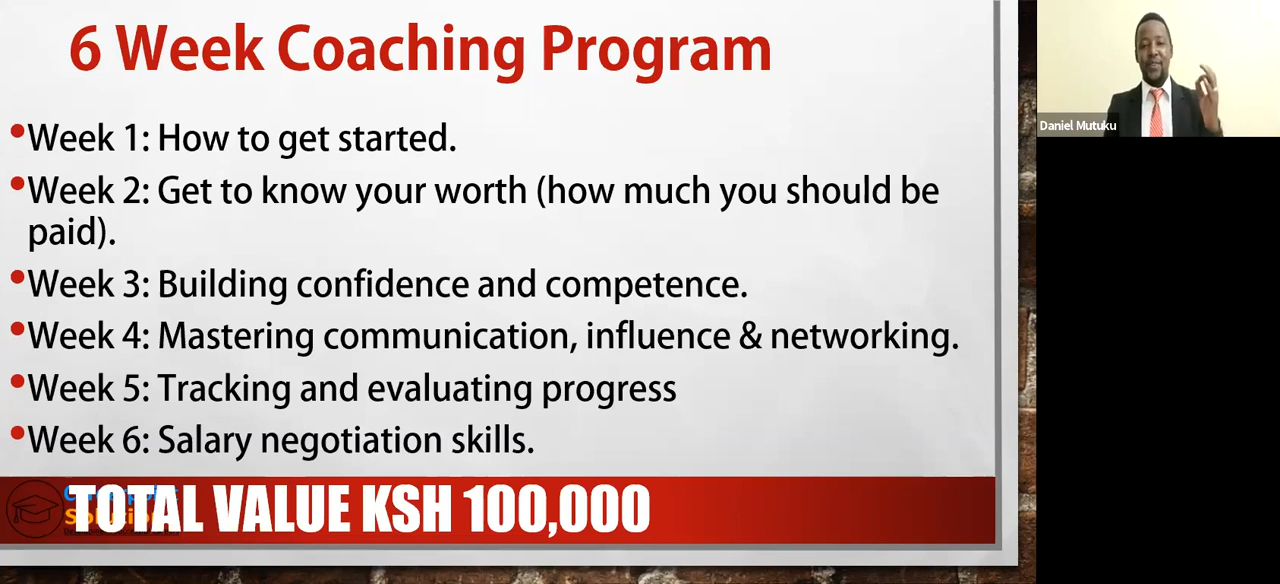 6 Week Coaching Program
•Week 1: How to get started.
•Week 2: Get to know your worth (how much you should be
paid).
•Week 3: Building confidence and competence.
•Week 4: Mastering communication, influence & networking.
•Week 5: Tracking and evaluating progress
•Week 6: Salary negotiation skills.
TOTAL VALUE KSH 100,000
Daniel Mutuku